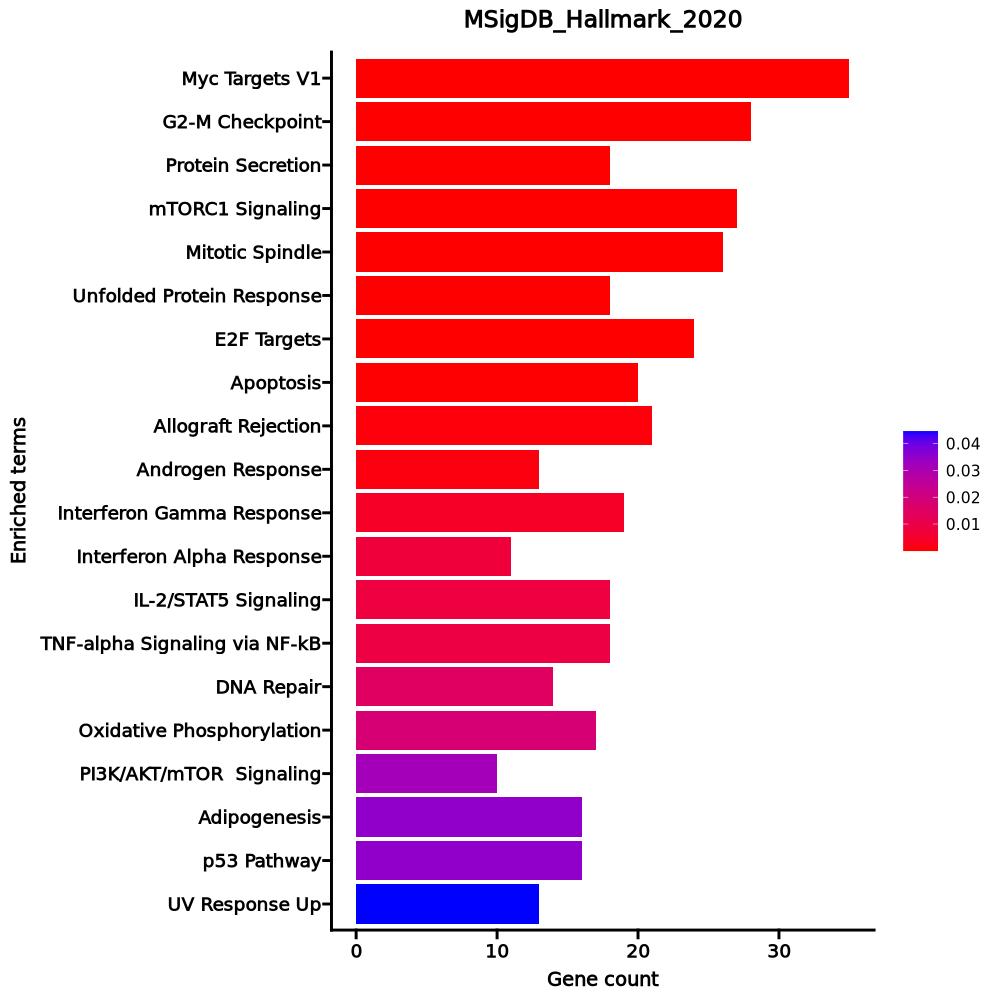 MSigDB_Hallmark_2020
Myc Targets V1
G2-M Checkpoint
Protein Secretion
mTORC1 Signaling
Mitotic Spindle
Unfolded Protein Response
E2F Targets
Apoptosis
Allograft Rejection
Androgen Response
Interferon Gamma Response
Interferon Alpha Response
IL-2/STAT5 Signaling
TNF-alpha Signaling via NF-kB
DNA Repair
Oxidative Phosphorylation
PI3K/AKT/mTOR  Signaling
Adipogenesis
p53 Pathway
UV Response Up
Enriched terms
0 10 20 30
Gene count
0.04
0.03
0.02
0.01